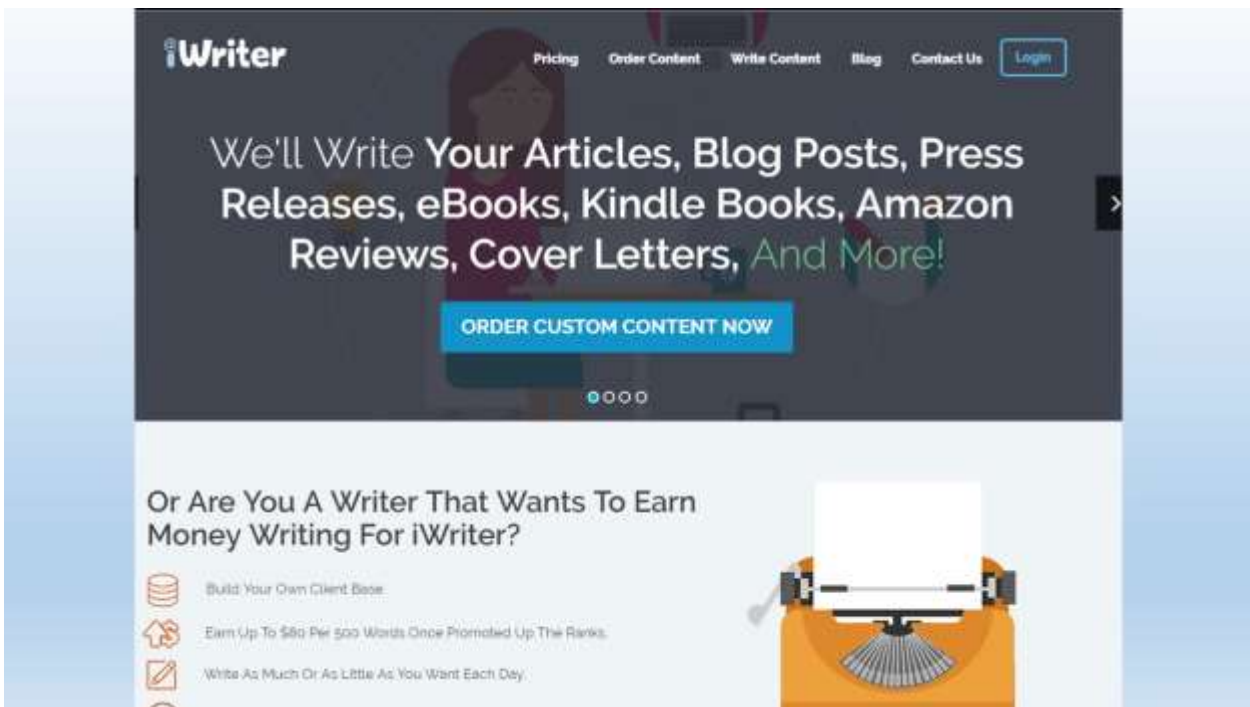 iWriter
Pricing Order Content Write Content Blog Contact Us Login
We'll Write Your Articles, Blog Posts, Press
Releases, eBooks, Kindle Books, Amazon
Reviews, Cover Letters, And More!
ORDER CUSTOM CONTENT NOW
Or Are You A Writer That Wants To Earn
Money Writing For iWriter?
Build Your Own Client Base
Earn Up To $80 Per 500 Words Once Promoted Up The Ranks.
Write As Much Or As Little As You Want Each Day.